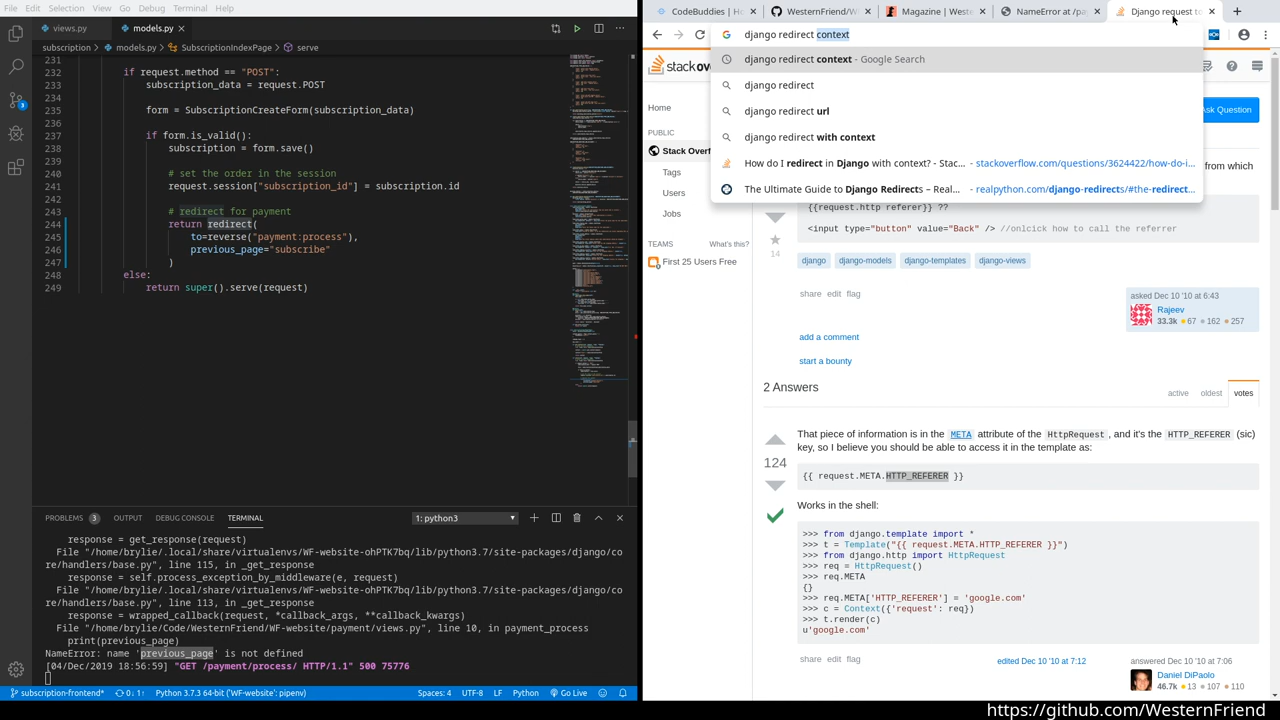 File Edit Selection View Go Debug Terminal Help
views.py
models.py
subscription > models.py > SubscriptionIndexPage > serve
231
232 if request.method == "POST":
233 subscription_data = request.POST
234
235 form = SubscriptionCreateForm(subscription_data)
236
237 if form.is_valid():
238 subscription = form.save()
239
240 # set the order in the session
241 request.session["subscription_id"] = subscription.id
242
243 # redirect for payment
244 return redirect(
245 to=reverse("payment:process"),
246 previous_page="subscribe"
247
248 else:
249 return super().serve(request)
PROBLEMS 3 OUTPUT DEBUG CONSOLE TERMINAL 1: python3
response = get_response(request)
File "/home/brylie/.local/share/virtualenvs/WF-website-ohPTK7bq/lib/python3.7/site-packages/django/co
re/handlers/base.py", line 115, in _get_response
response = self.process_exception_by_middleware(e, request)
File "/home/brylie/.local/share/virtualenvs/WF-website-ohPTK7bq/lib/python3.7/site-packages/django/co
re/handlers/base.py", line 113, in _get_response
response = wrapped_callback(request, *callback_args, **callback_kwargs)
File "/home/brylie/Code/WesternFriend/WF-website/payment/views.py", line 10, in payment_process
print(previous_page)
NameError: name 'previous_page' is not defined
[04/Dec/2019 18:56:59] "GET /payment/process/ HTTP/1.1" 500 75776
subscription-frontend* 0↓ 1↑ Python 3.7.3 64-bit ('WF-website': pipenv) Spaces: 4 UTF-8 LF Python Go Live
CodeBuddies | H
WesternFriend/W
Magazine | Weste
NameError at /pa
Django request t
django redirect context
django redirect context - Google Search
django redirect
django redirect url
django redirect with context
How do I redirect in Django with context? - Stac... - stackoverflow.com/questions/3624422/how-do-i...
The Ultimate Guide to Django Redirects – Real... - realpython.com/django-redirects/#the-redirect...
stack
Ask Question
Home
PUBLIC
Stack Overf
Tags
Users
Jobs
TEAMS What's this?
First 25 Users Free
from which
{{request.http referer}} ??
<input type="button" value="Back" /> //onlcick how to call the referrer
14
django django-models django-templates django-views
share edit flag
asked Dec 10 '10 at 6:43
Rajeev
33.3k 67 162 257
add a comment
start a bounty
2 Answers
active oldest votes
That piece of information is in the META attribute of the HttpRequest, and it's the HTTP_REFERER (sic)
key, so I believe you should be able to access it in the template as:
124
{{ request.META.HTTP_REFERER }}
Works in the shell:
>>> from django.template import *
>>> t = Template("{{ request.META.HTTP_REFERER }}")
>>> from django.http import HttpRequest
>>> req = HttpRequest()
>>> req.META
{}
>>> req.META['HTTP_REFERER'] = 'google.com'
>>> c = Context({'request': req})
>>> t.render(c)
u'google.com'
share edit flag
edited Dec 10 '10 at 7:12
answered Dec 10 '10 at 7:06
Daniel DiPaolo
46.7k 13 107 110
https://github.com/WesternFriend